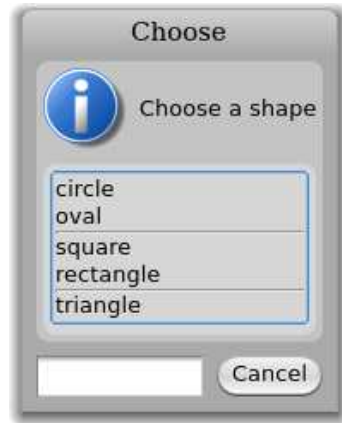 Choose
Choose a shape
circle
oval
square
rectangle
triangle
Cancel